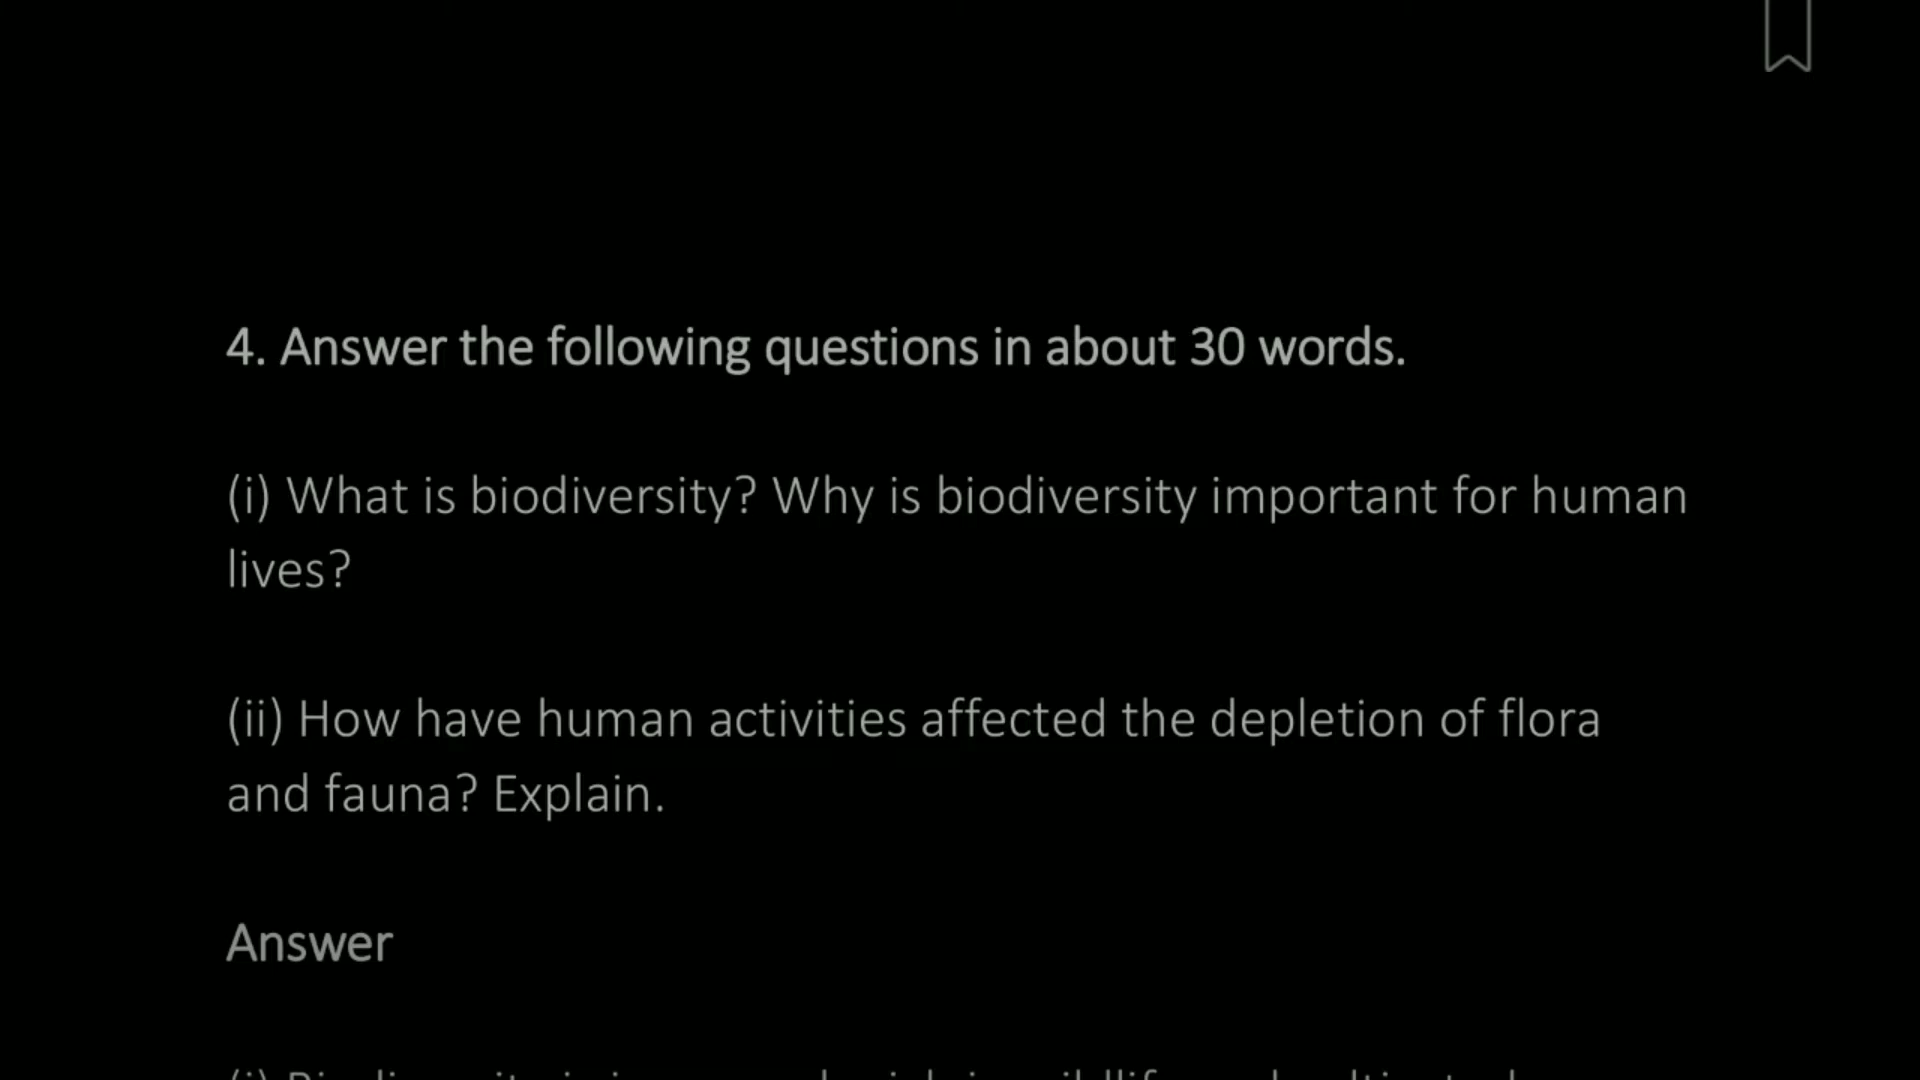 4. Answer the following questions in about 30 words.
(i) What is biodiversity? Why is biodiversity important for human
lives?
(ii) How have human activities affected the depletion of flora
and fauna? Explain.
Answer